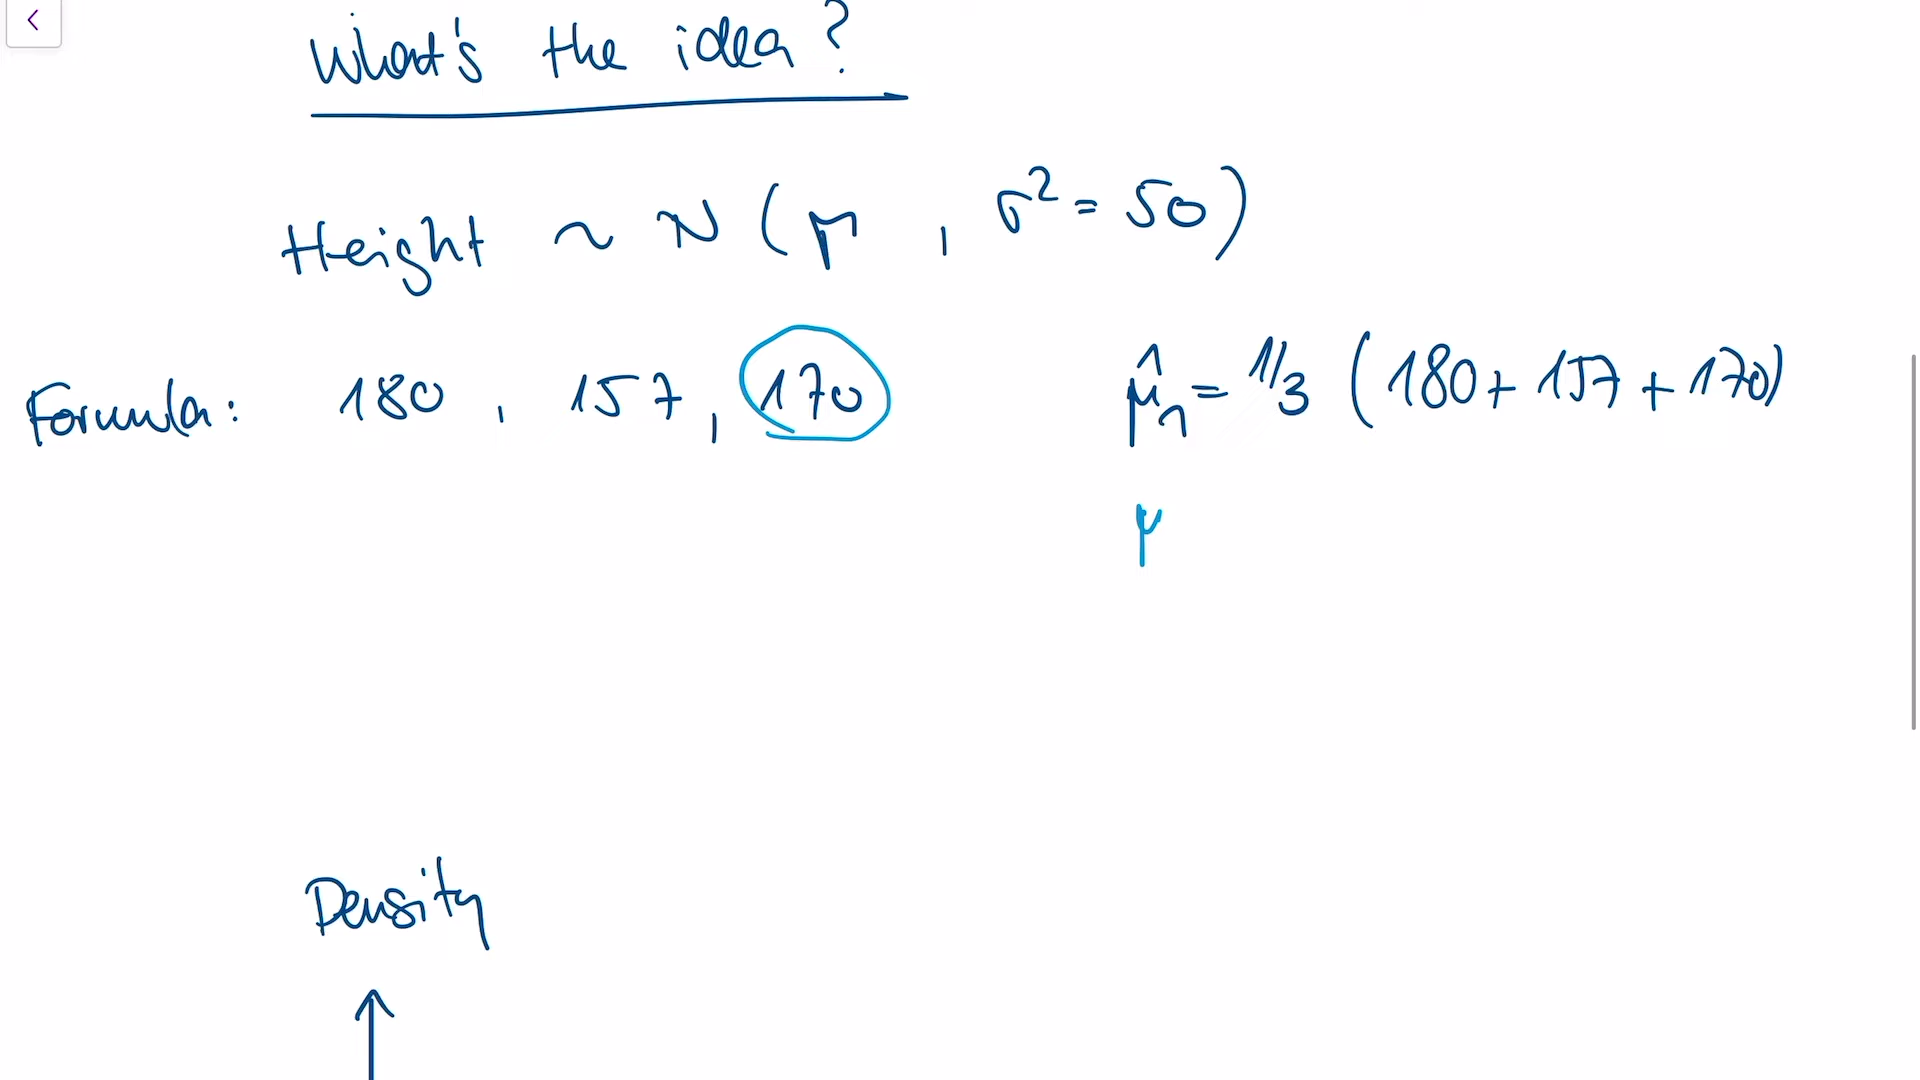 What's the idea?
Height ~ N (μ , σ² = 50)
Formula: 180 , 157 , 170 μ̂₁ = 1/3 (180 + 157 + 170)
μ
Density